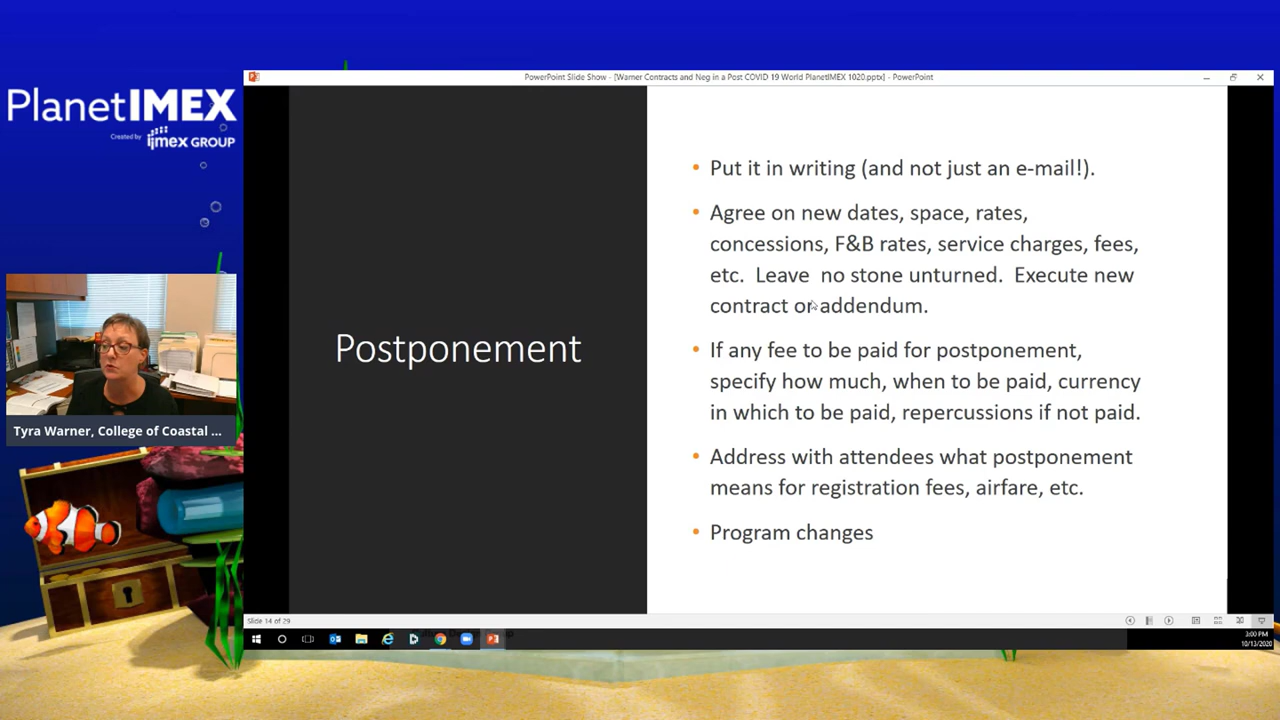 PlanetIMEX
Created by
imex GROUP
PowerPoint Slide Show - [Warner Contracts and Neg in a Post COVID 19 World PlanetIMEX 1020.pptx] - PowerPoint
Postponement
• Put it in writing (and not just an e-mail!).
• Agree on new dates, space, rates,
concessions, F&B rates, service charges, fees,
etc. Leave no stone unturned. Execute new
contract or addendum.
• If any fee to be paid for postponement,
specify how much, when to be paid, currency
in which to be paid, repercussions if not paid.
• Address with attendees what postponement
means for registration fees, airfare, etc.
• Program changes
Tyra Warner, College of Coastal ...
Slide 14 of 29
3:00 PM
10/13/2020